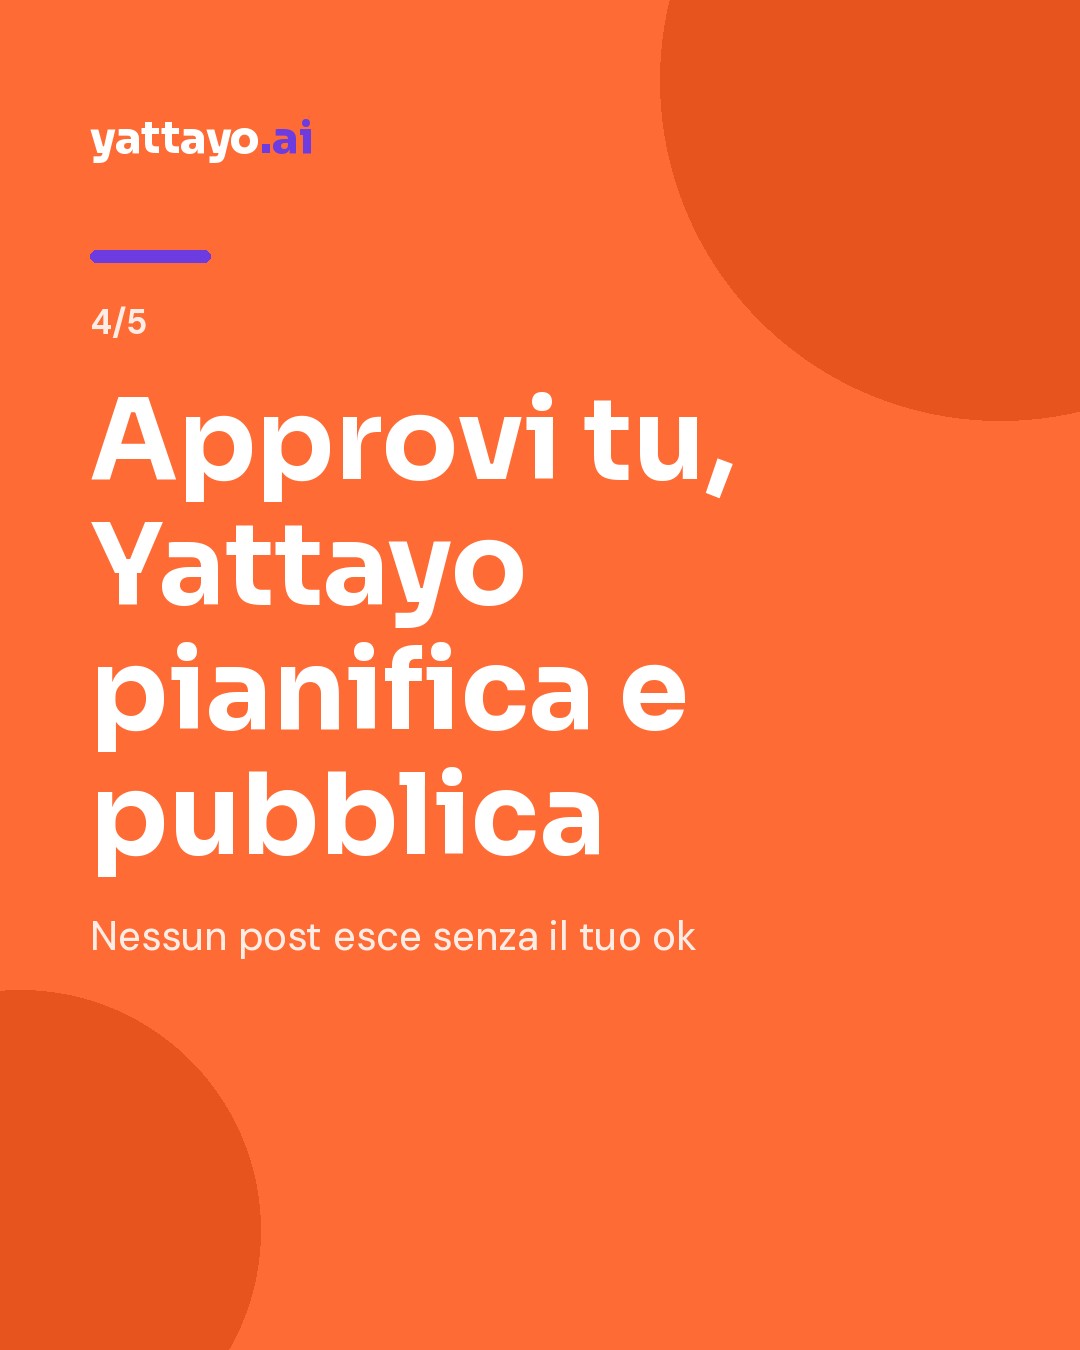 yattayo.ai
4/5
Approvi tu,
Yattayo
pianifica e
pubblica
Nessun post esce senza il tuo ok